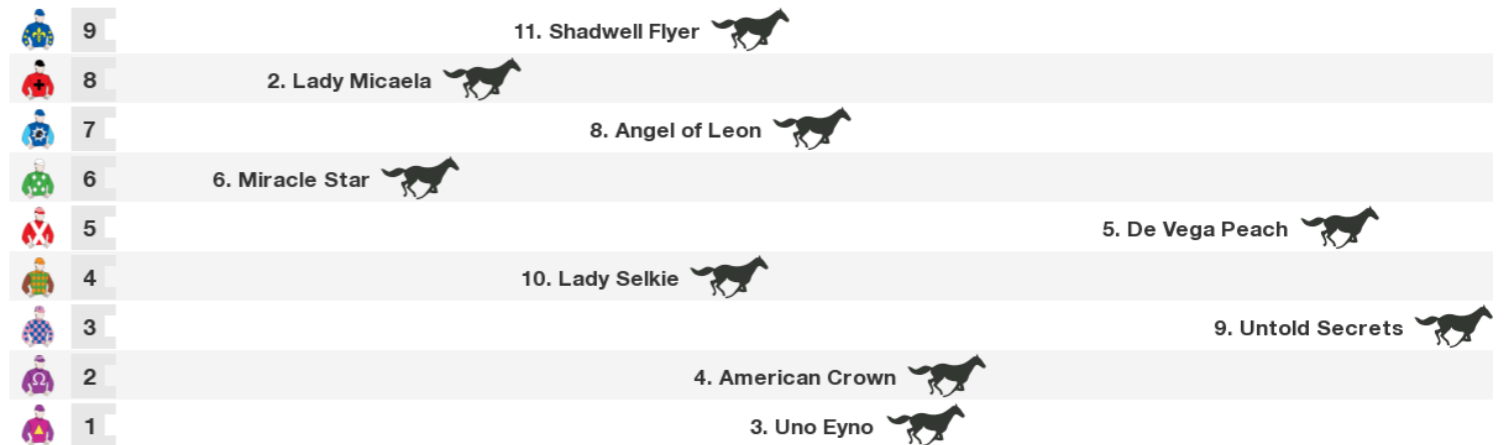 9 11. Shadwell Flyer
8 2. Lady Micaela
7 8. Angel of Leon
6 6. Miracle Star
5 5. De Vega Peach
4 10. Lady Selkie
3 9. Untold Secrets
2 4. American Crown
1 3. Uno Eyno